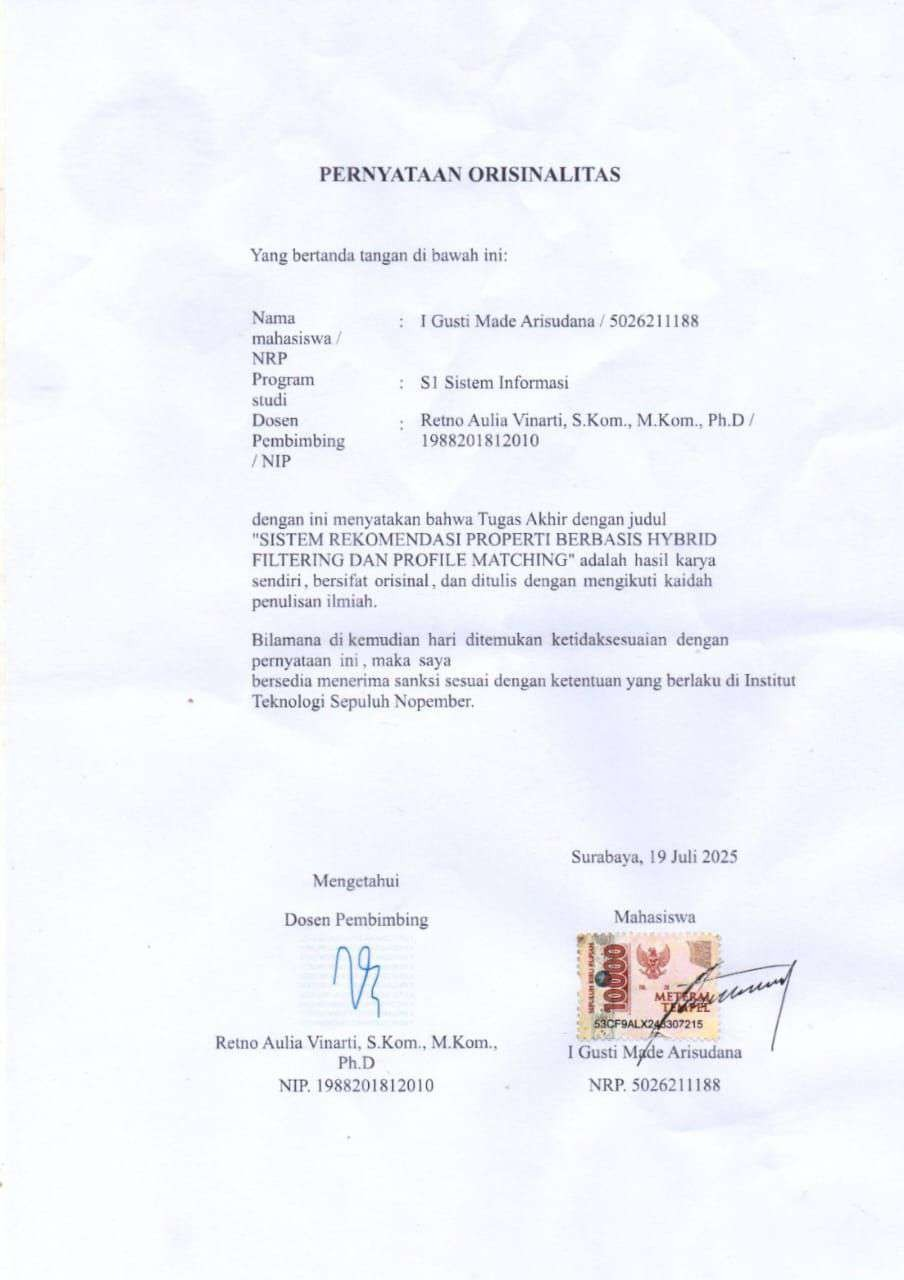 PERNYATAAN ORISINALITAS
Yang bertanda tangan di bawah ini:
Nama mahasiswa / NRP : I Gusti Made Arisudana / 5026211188
Program studi : S1 Sistem Informasi
Dosen Pembimbing / NIP : Retno Aulia Vinarti, S.Kom., M.Kom., Ph.D / 1988201812010
dengan ini menyatakan bahwa Tugas Akhir dengan judul
"SISTEM REKOMENDASI PROPERTI BERBASIS HYBRID
FILTERING DAN PROFILE MATCHING" adalah hasil karya
sendiri, bersifat orisinal, dan ditulis dengan mengikuti kaidah
penulisan ilmiah.
Bilamana di kemudian hari ditemukan ketidaksesuaian dengan
pernyataan ini, maka saya
bersedia menerima sanksi sesuai dengan ketentuan yang berlaku di Institut
Teknologi Sepuluh Nopember.
Surabaya, 19 Juli 2025
Mengetahui
Dosen Pembimbing
Retno Aulia Vinarti, S.Kom., M.Kom.,
Ph.D
NIP. 1988201812010
Mahasiswa
10000
METERAI
TEMPEL
I Gusti Made Arisudana
NRP. 5026211188